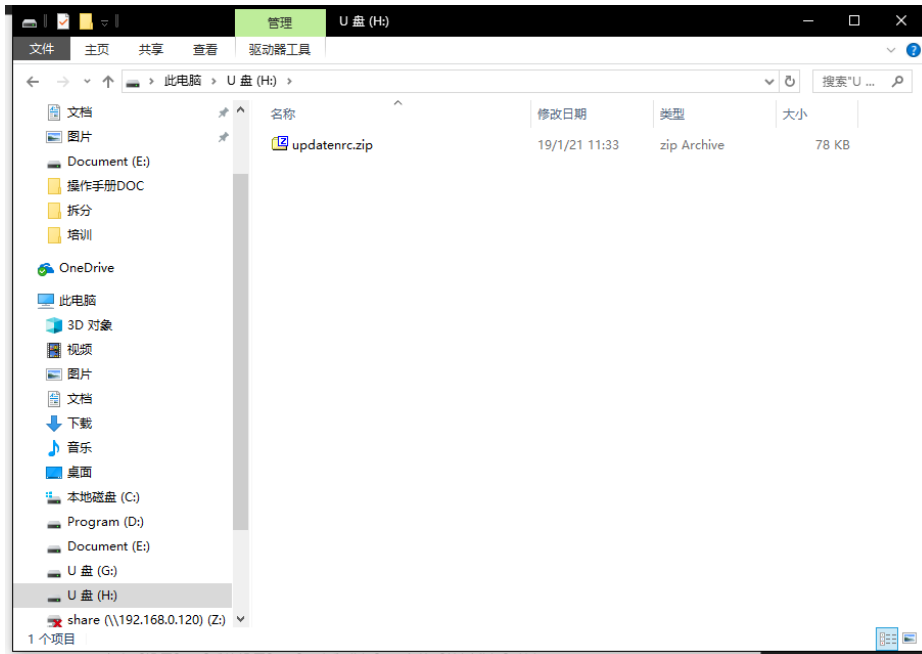 管理 U 盘 (H:)
文件 主页 共享 查看 驱动器工具
此电脑 › U 盘 (H:) › 搜索"U ...
文档
图片
Document (E:)
操作手册DOC
拆分
培训
OneDrive
此电脑
3D 对象
视频
图片
文档
下载
音乐
桌面
本地磁盘 (C:)
Program (D:)
Document (E:)
U 盘 (G:)
U 盘 (H:)
share (\\192.168.0.120) (Z:)
名称 修改日期 类型 大小
updatenrc.zip 19/1/21 11:33 zip Archive 78 KB
1 个项目